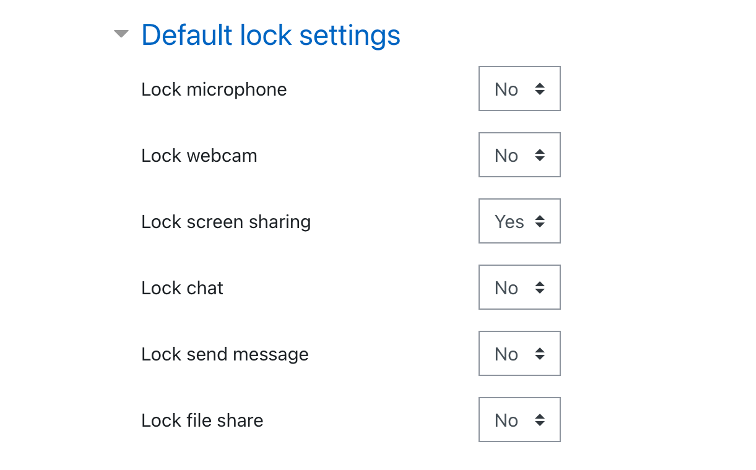 Default lock settings
Lock microphone No
Lock webcam No
Lock screen sharing Yes
Lock chat No
Lock send message No
Lock file share No